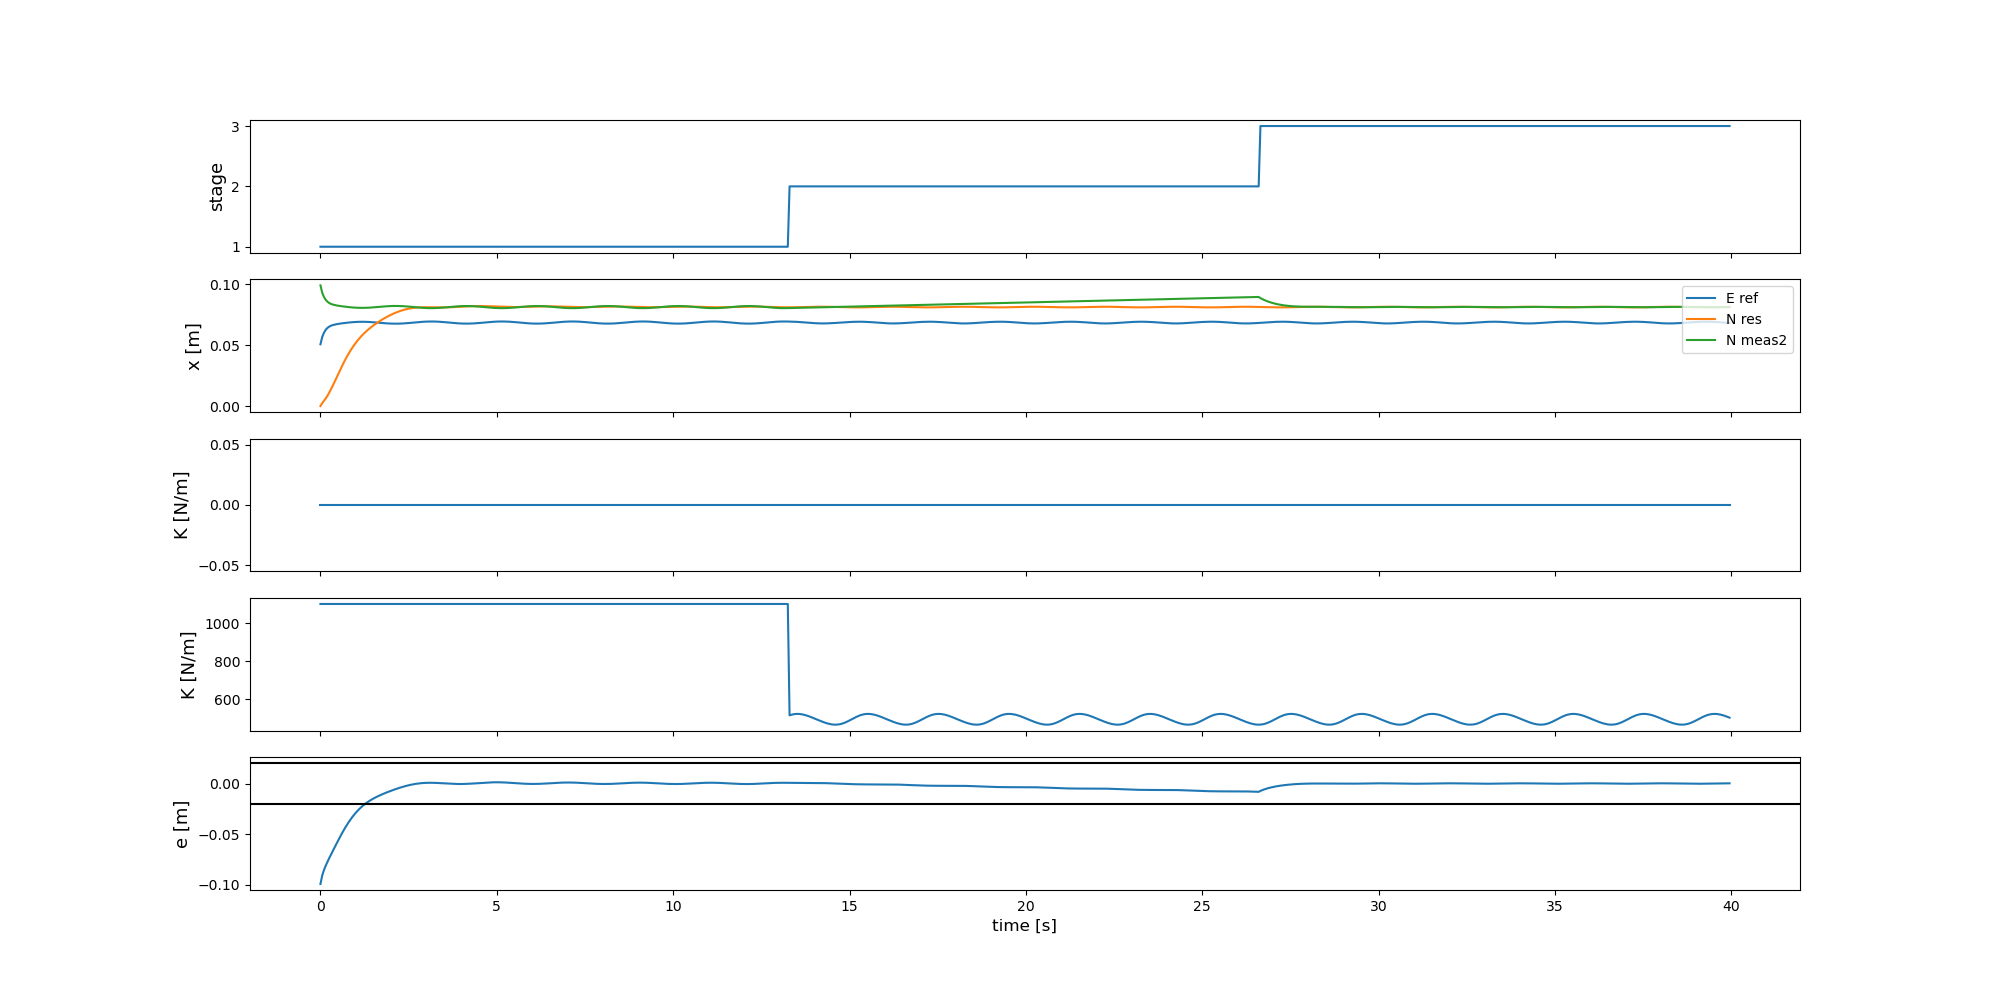 stage
3
2
1
x [m]
0.10
0.05
0.00
E ref
N res
N meas2
K [N/m]
0.05
0.00
−0.05
K [N/m]
1000
800
600
e [m]
0.00
−0.05
−0.10
0 5 10 15 20 25 30 35 40
time [s]